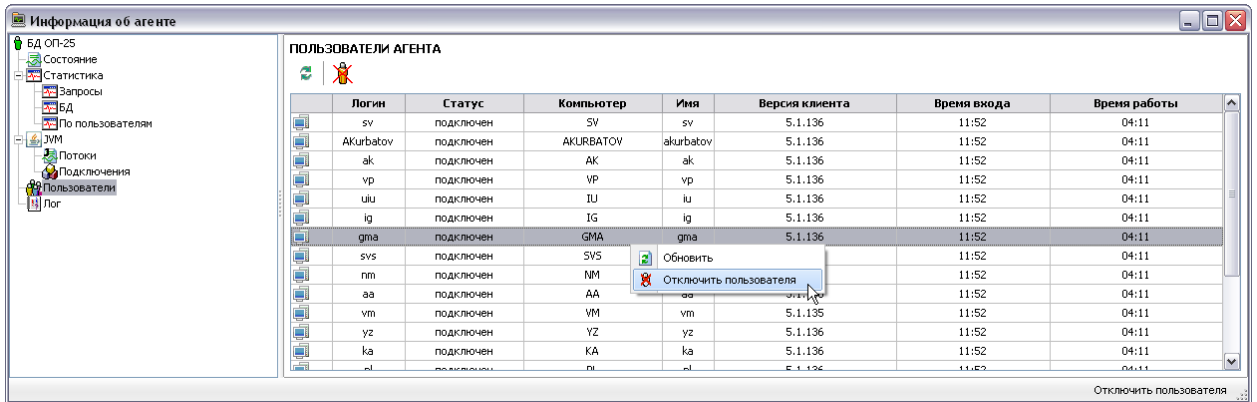 Информация об агенте
БД ОП-25
Состояние
Статистика
Запросы
БД
По пользователям
JVM
Потоки
Подключения
Пользователи
Лог
ПОЛЬЗОВАТЕЛИ АГЕНТА
Логин Статус Компьютер Имя Версия клиента Время входа Время работы
sv подключен SV sv 5.1.136 11:52 04:11
AKurbatov подключен AKURBATOV akurbatov 5.1.136 11:52 04:11
ak подключен AK ak 5.1.136 11:52 04:11
vp подключен VP vp 5.1.136 11:52 04:11
uiu подключен IU iu 5.1.136 11:52 04:11
ig подключен IG ig 5.1.136 11:52 04:11
gma подключен GMA gma 5.1.136 11:52 04:11
svs подключен SVS 11:52 04:11
Обновить
nm подключен NM 11:52 04:11
Отключить пользователя
aa подключен AA 11:52 04:11
vm подключен VM vm 5.1.135 11:52 04:11
yz подключен YZ yz 5.1.136 11:52 04:11
ka подключен KA ka 5.1.136 11:52 04:11
Отключить пользователя